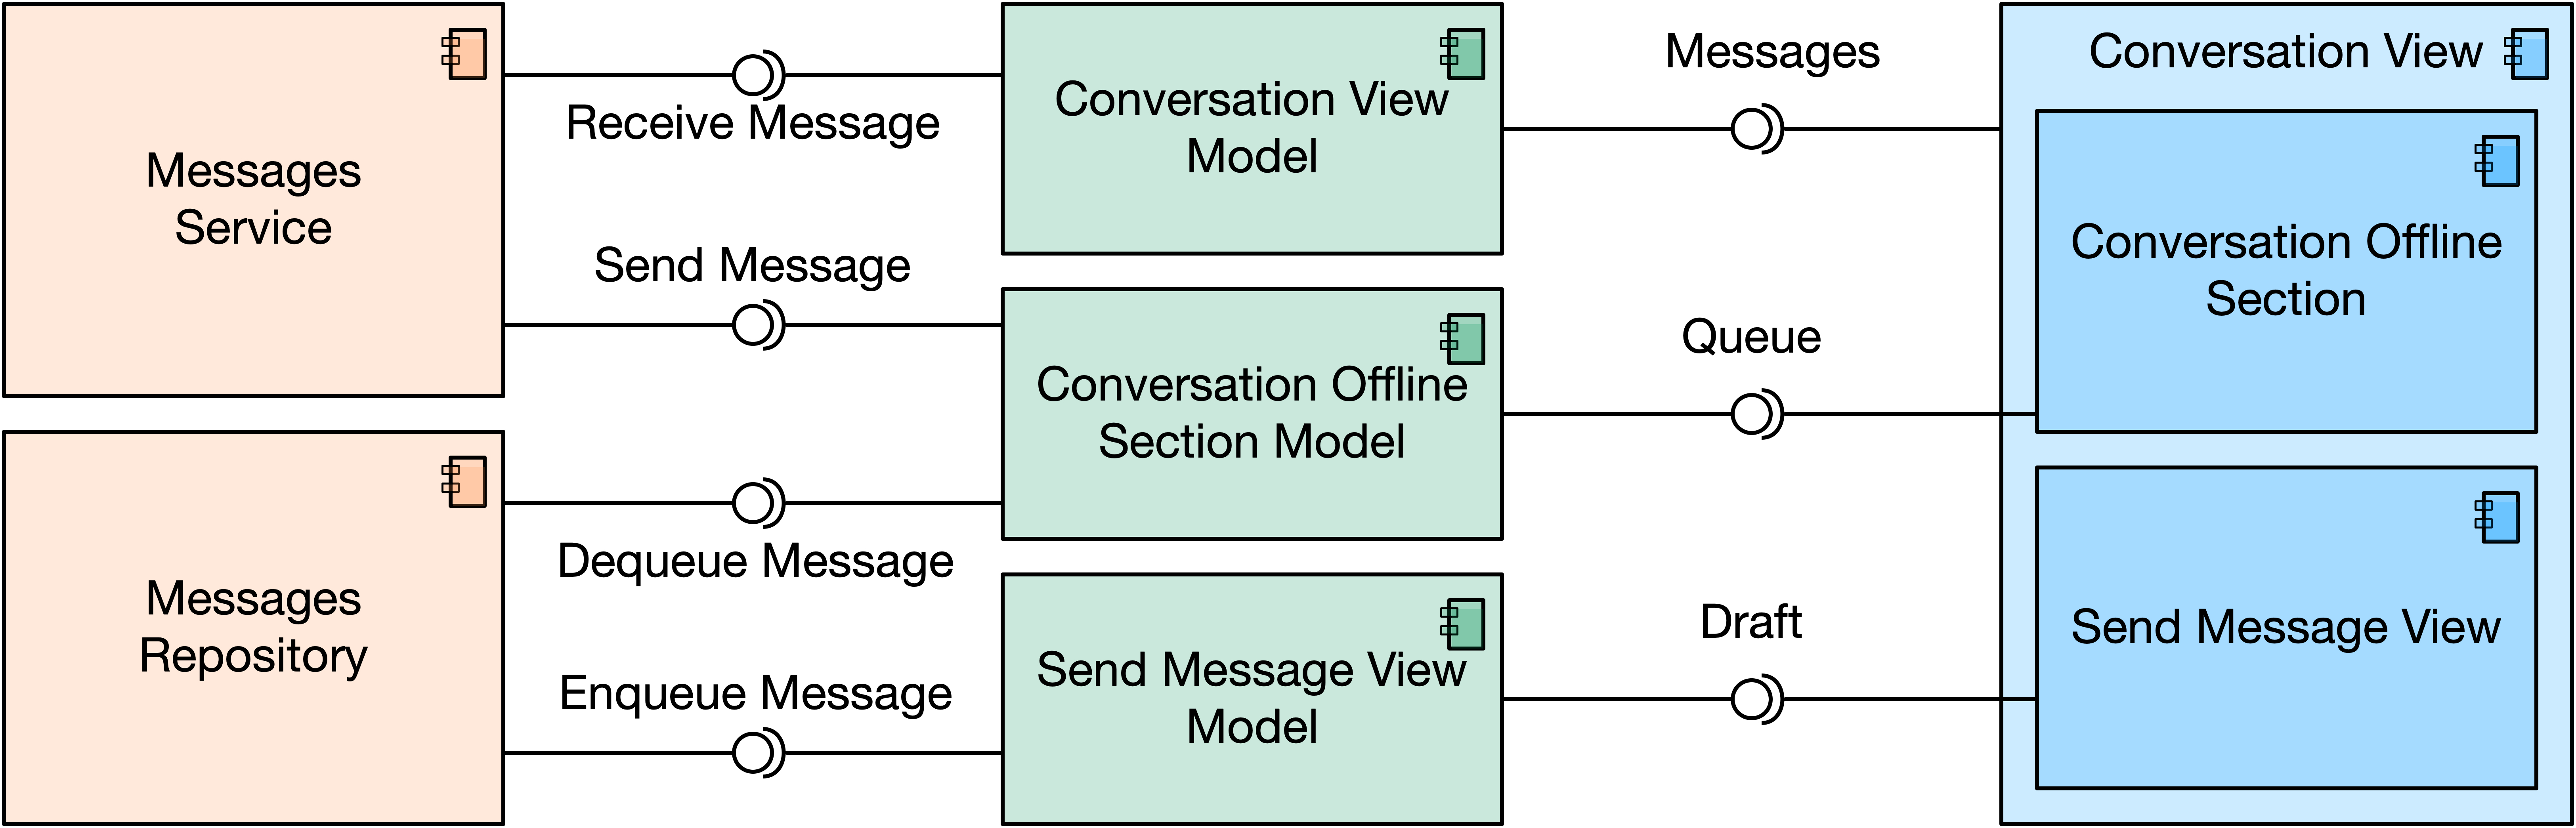 Messages
Service
Receive Message
Send Message
Messages
Repository
Dequeue Message
Enqueue Message
Conversation View
Model
Conversation Offline
Section Model
Send Message View
Model
Messages
Queue
Draft
Conversation View
Conversation Offline
Section
Send Message View